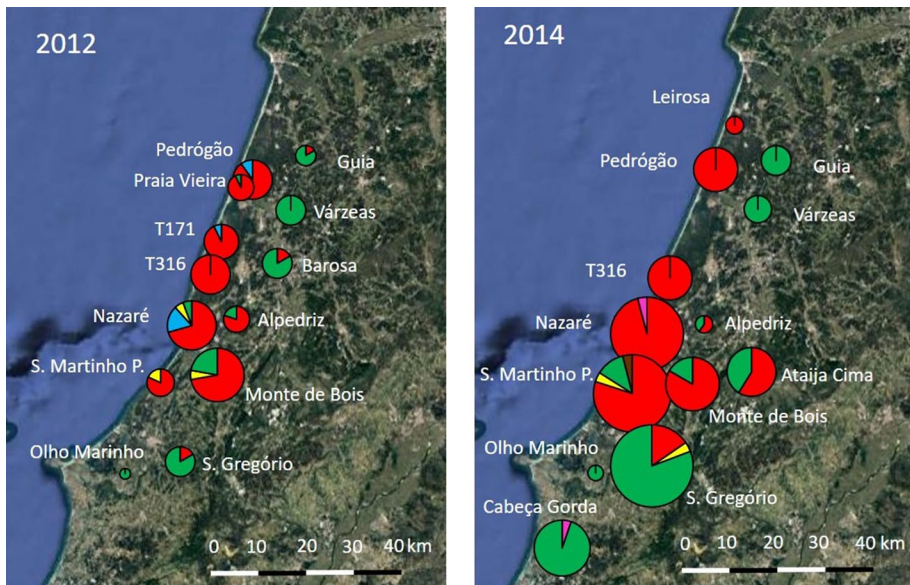 2012
Pedrógão
Guia
Praia Vieira
Várzeas
T171
T316
Barosa
Nazaré
Alpedriz
S. Martinho P.
Monte de Bois
Olho Marinho
S. Gregório
0 10 20 30 40 km
2014
Leirosa
Pedrógão
Guia
Várzeas
T316
Nazaré
Alpedriz
S. Martinho P.
Ataija Cima
Monte de Bois
Olho Marinho
S. Gregório
Cabeça Gorda
0 10 20 30 40 km